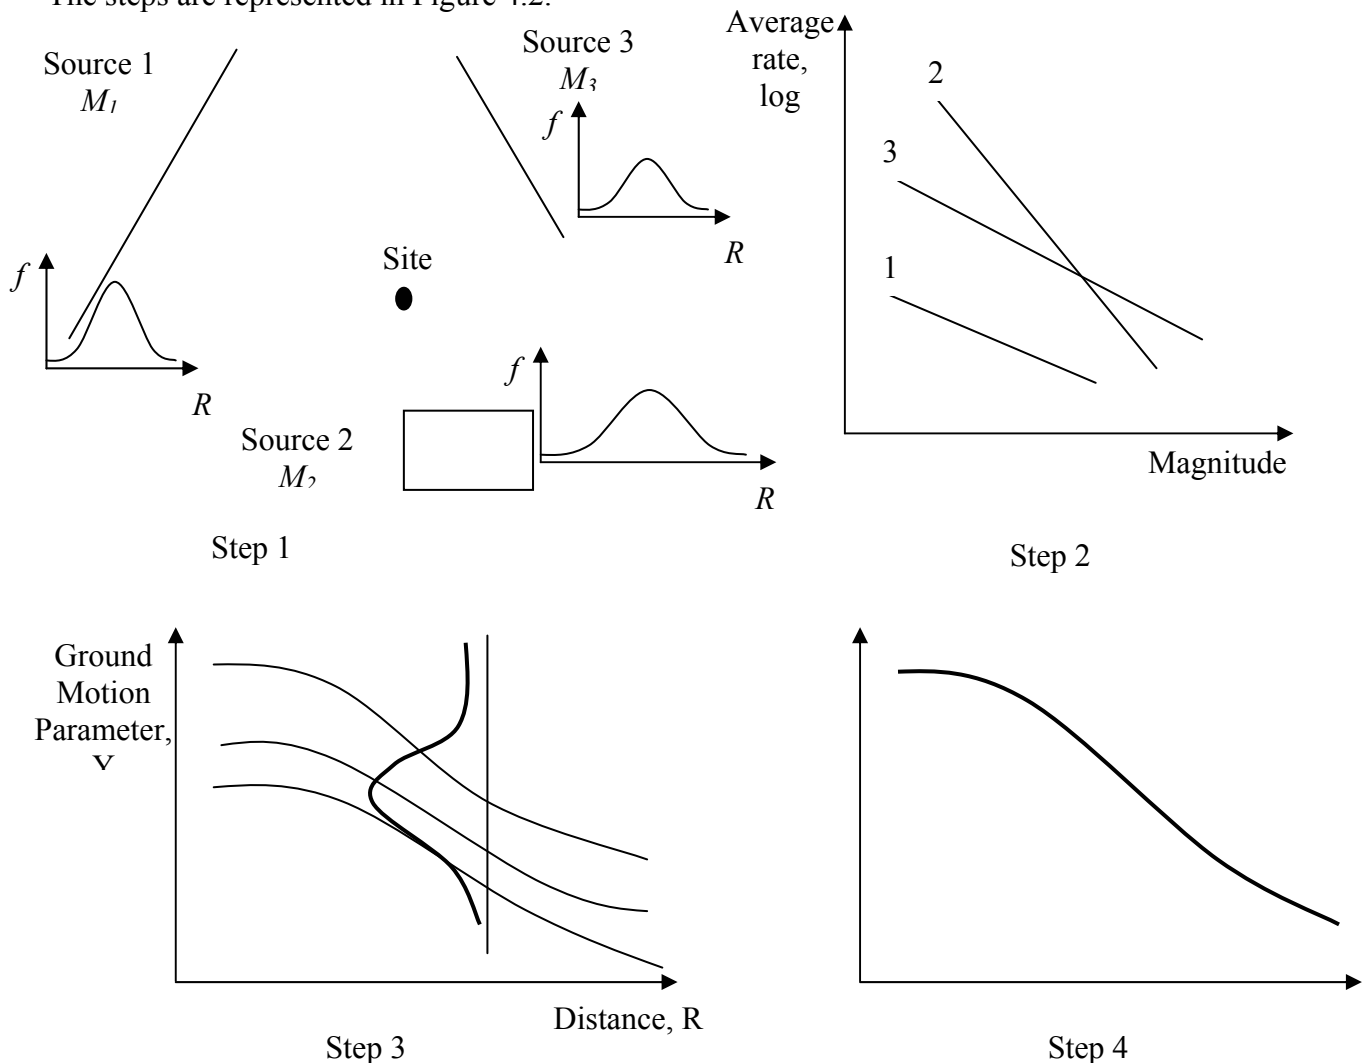 The steps are represented in Figure 4.2.
Source 1
M1
Source 3
M3
f
R
f
R
Site
Source 2
M2
f
R
Step 1
Average
rate,
log
2
3
1
Magnitude
Step 2
Ground
Motion
Parameter,
Y
Distance, R
Step 3
Step 4